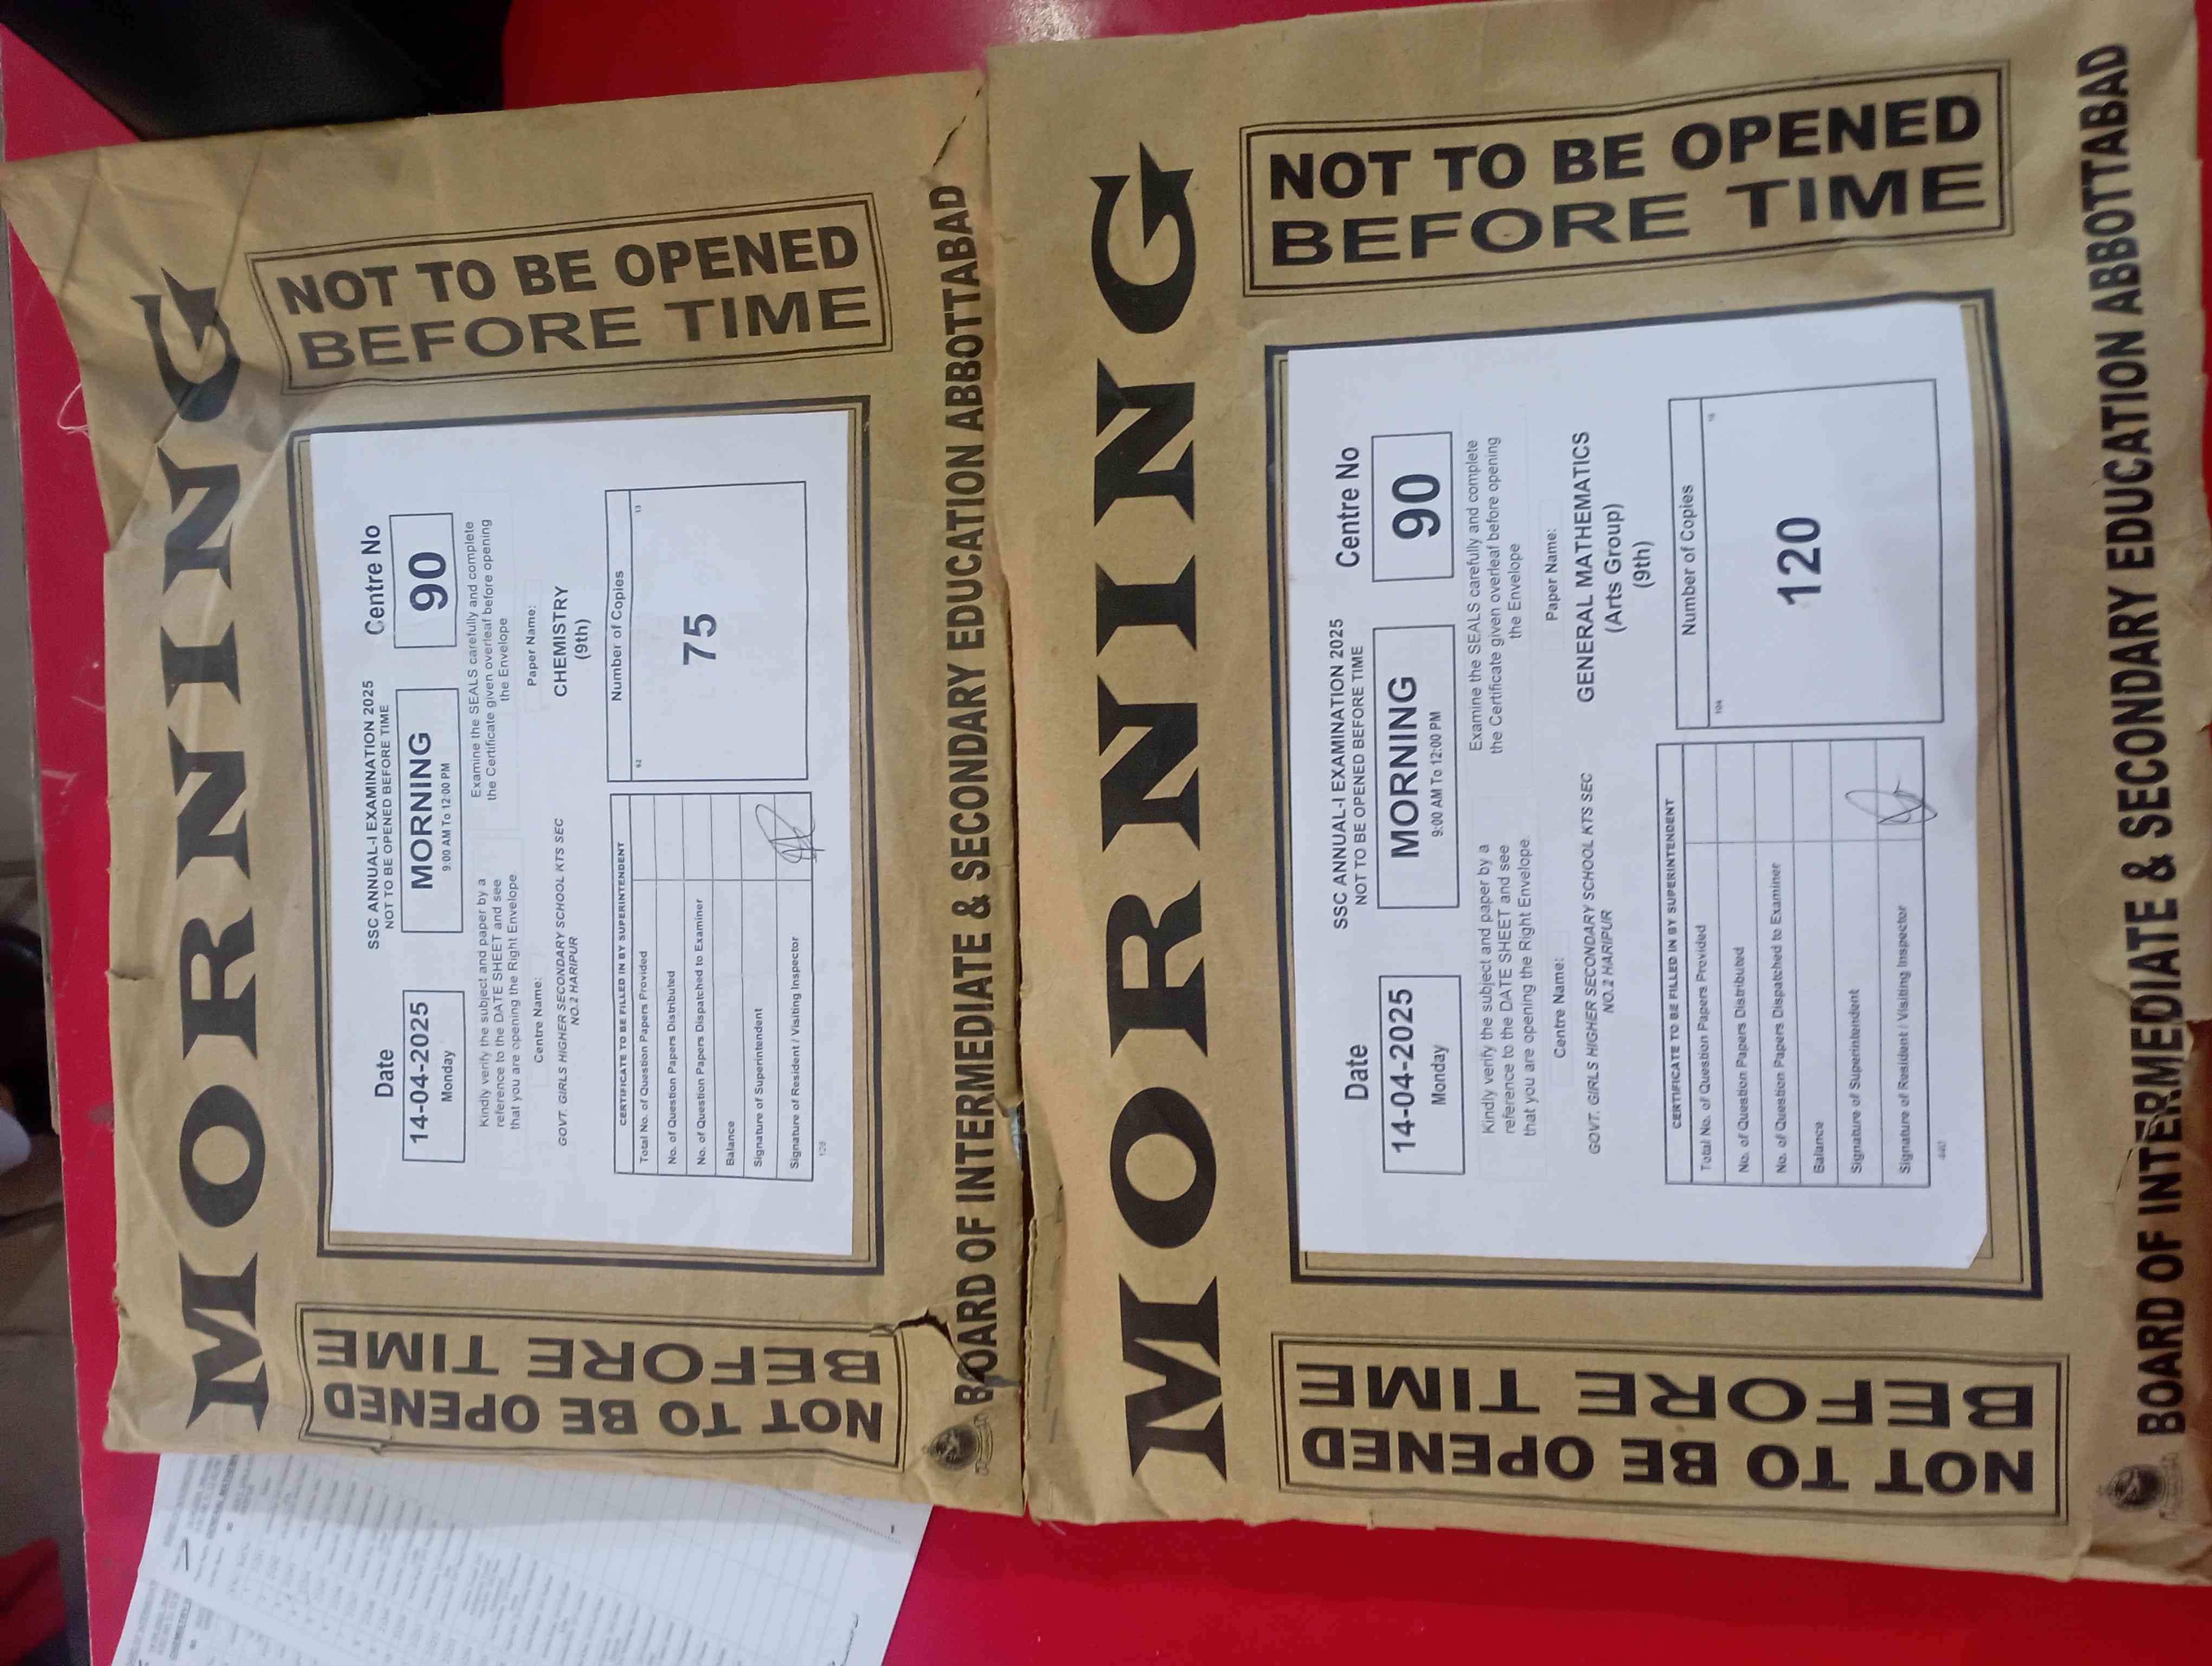 MORNING
NOT TO BE OPENED
BEFORE TIME
SSC ANNUAL-I EXAMINATION 2025
NOT TO BE OPENED BEFORE TIME
Date
14-04-2025
Monday
MORNING
9:00 AM To 12:00 PM
Centre No
90
Kindly verify the subject and paper by a
reference to the DATE SHEET and see
that you are opening the Right Envelope
Examine the SEALS carefully and complete
the Certificate given overleaf before opening
the Envelope
Centre Name:
GOVT. GIRLS HIGHER SECONDARY SCHOOL KTS SEC
NO.2 HARIPUR
Paper Name:
CHEMISTRY
(9th)
CERTIFICATE TO BE FILLED IN BY SUPERINTENDENT
Total No. of Question Papers Provided
No. of Question Papers Distributed
No. of Question Papers Dispatched to Examiner
Balance
Signature of Superintendent
Signature of Resident / Visiting Inspector
Number of Copies
62
13
75
NOT TO BE OPENED
BEFORE TIME
BOARD OF INTERMEDIATE & SECONDARY EDUCATION ABBOTTABAD
MORNING
NOT TO BE OPENED
BEFORE TIME
SSC ANNUAL-I EXAMINATION 2025
NOT TO BE OPENED BEFORE TIME
Date
14-04-2025
Monday
MORNING
9:00 AM To 12:00 PM
Centre No
90
Kindly verify the subject and paper by a
reference to the DATE SHEET and see
that you are opening the Right Envelope
Examine the SEALS carefully and complete
the Certificate given overleaf before opening
the Envelope
Centre Name:
GOVT. GIRLS HIGHER SECONDARY SCHOOL KTS SEC
NO.2 HARIPUR
Paper Name:
GENERAL MATHEMATICS
(Arts Group)
(9th)
CERTIFICATE TO BE FILLED IN BY SUPERINTENDENT
Total No. of Question Papers Provided
No. of Question Papers Distributed
No. of Question Papers Dispatched to Examiner
Balance
Signature of Superintendent
Signature of Resident / Visiting Inspector
Number of Copies
104
16
120
NOT TO BE OPENED
BEFORE TIME
BOARD OF INTERMEDIATE & SECONDARY EDUCATION ABBOTTABAD